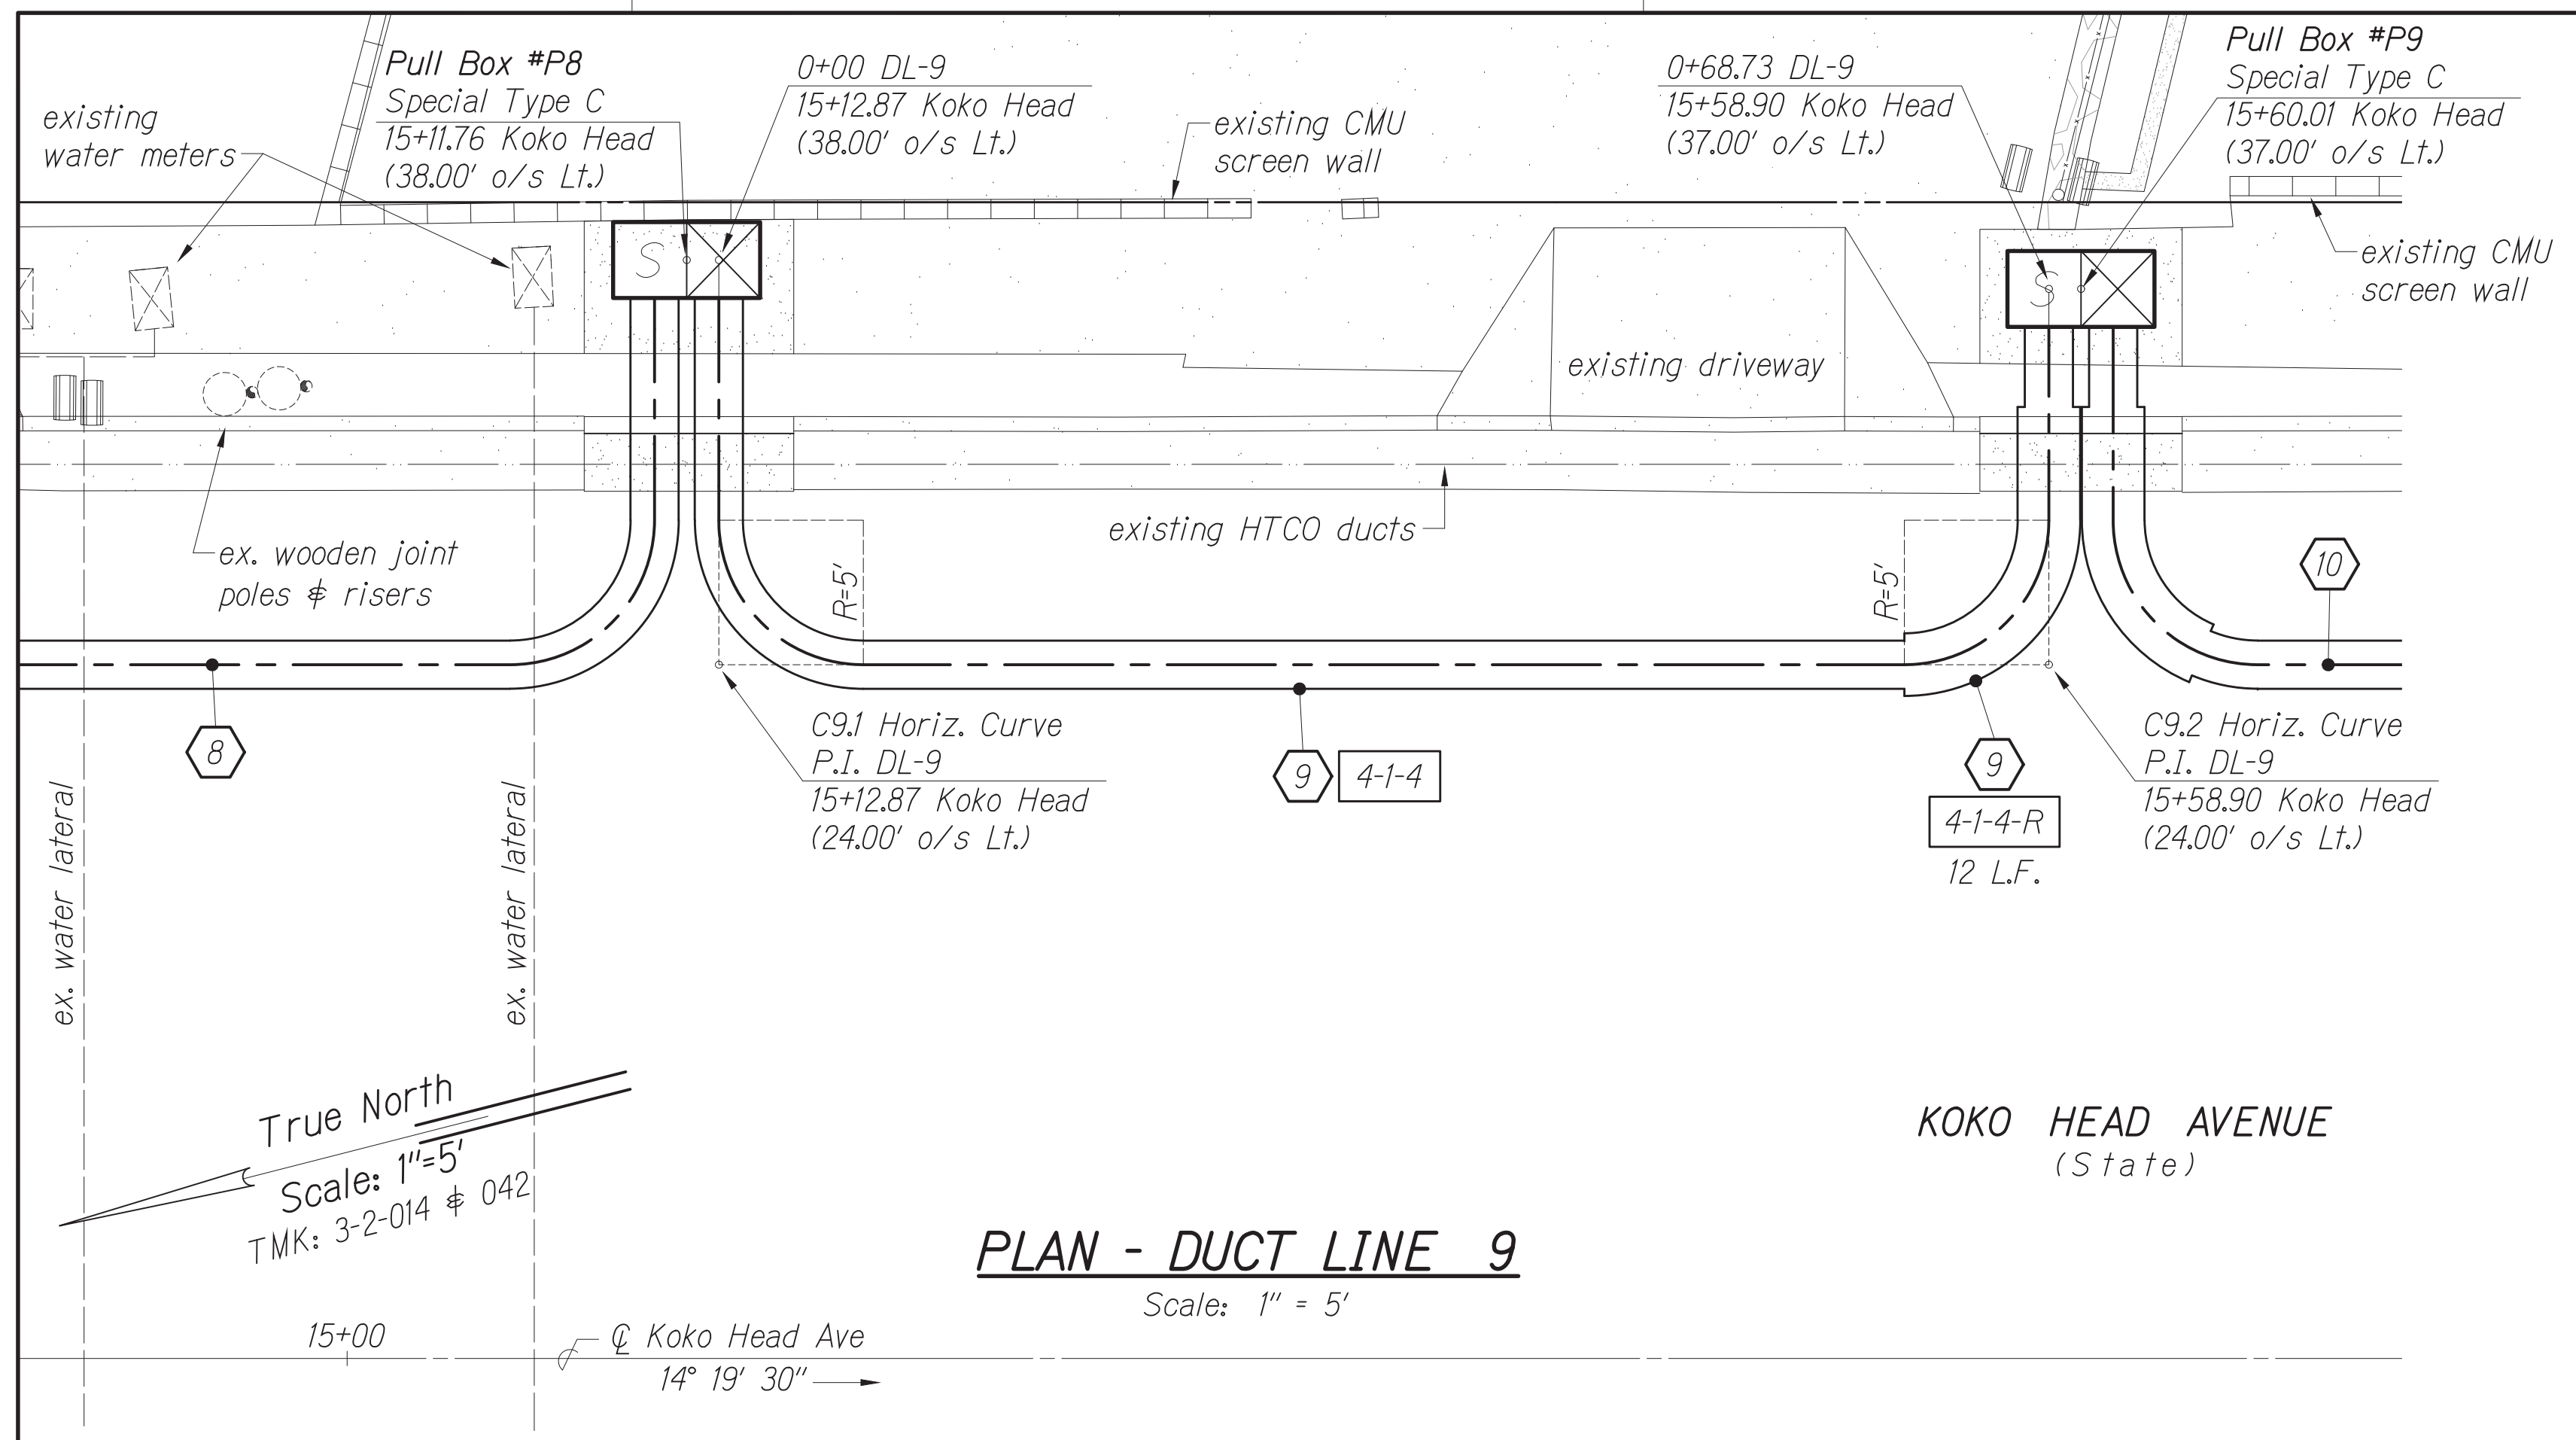 Pull Box #P8
Special Type C
15+11.76 Koko Head
(38.00' o/s Lt.)
0+00 DL-9
15+12.87 Koko Head
(38.00' o/s Lt.)
existing CMU
screen wall
0+68.73 DL-9
15+58.90 Koko Head
(37.00' o/s Lt.)
Pull Box #P9
Special Type C
15+60.01 Koko Head
(37.00' o/s Lt.)
existing
water meters
existing CMU
screen wall
S
S
existing driveway
existing HTCO ducts
ex. wooden joint
poles & risers
R=5'
R=5'
10
8
C9.1 Horiz. Curve
P.I. DL-9
15+12.87 Koko Head
(24.00' o/s Lt.)
9 4-1-4
9
4-1-4-R
12 L.F.
C9.2 Horiz. Curve
P.I. DL-9
15+58.90 Koko Head
(24.00' o/s Lt.)
ex. water lateral
ex. water lateral
True North
Scale: 1"=5'
TMK: 3-2-014 & 042
KOKO HEAD AVENUE
(State)
PLAN - DUCT LINE 9
Scale: 1" = 5'
15+00
℄ Koko Head Ave
14° 19' 30"